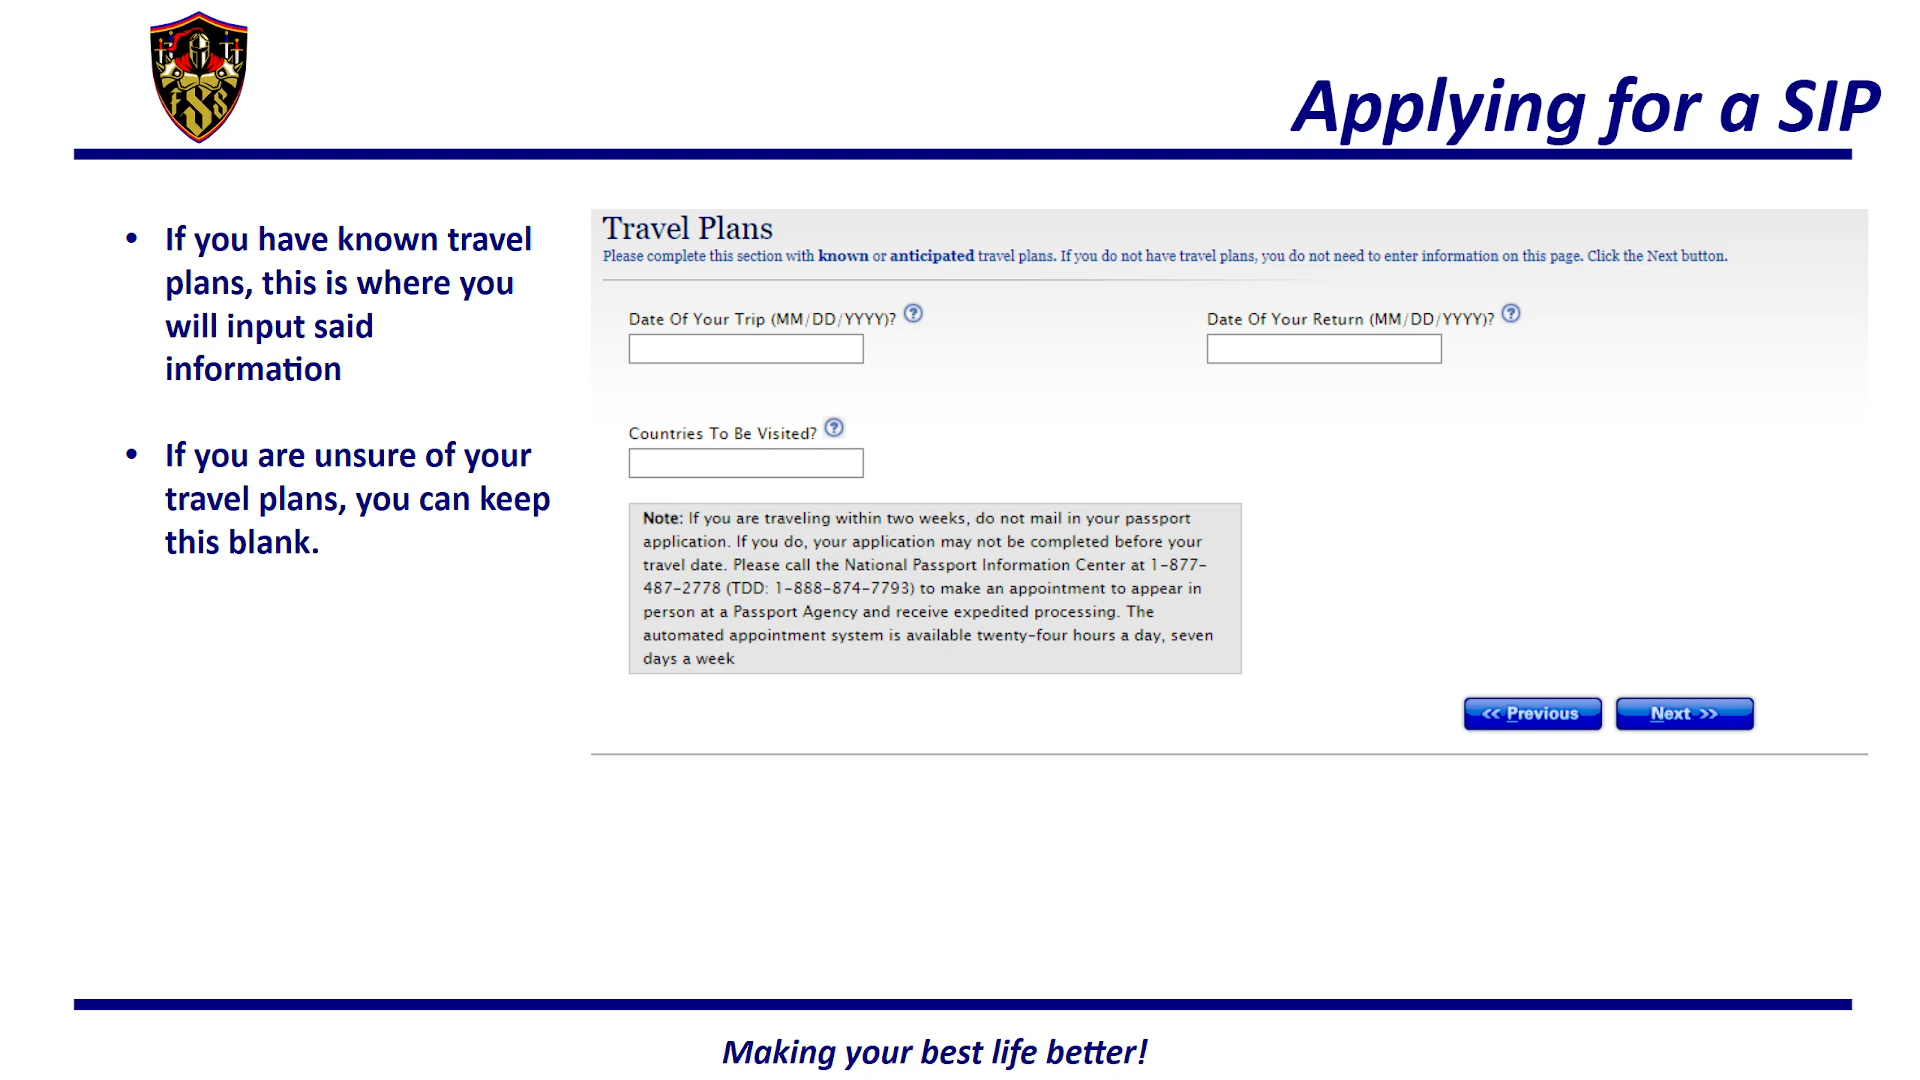 Applying for a SIP
• If you have known travel
plans, this is where you
will input said
information
• If you are unsure of your
travel plans, you can keep
this blank.
Travel Plans
Please complete this section with known or anticipated travel plans. If you do not have travel plans, you do not need to enter information on this page. Click the Next button.
Date Of Your Trip (MM/DD/YYYY)? ?
Date Of Your Return (MM/DD/YYYY)? ?
Countries To Be Visited? ?
Note: If you are traveling within two weeks, do not mail in your passport
application. If you do, your application may not be completed before your
travel date. Please call the National Passport Information Center at 1-877-
487-2778 (TDD: 1-888-874-7793) to make an appointment to appear in
person at a Passport Agency and receive expedited processing. The
automated appointment system is available twenty-four hours a day, seven
days a week
<< Previous
Next >>
Making your best life better!